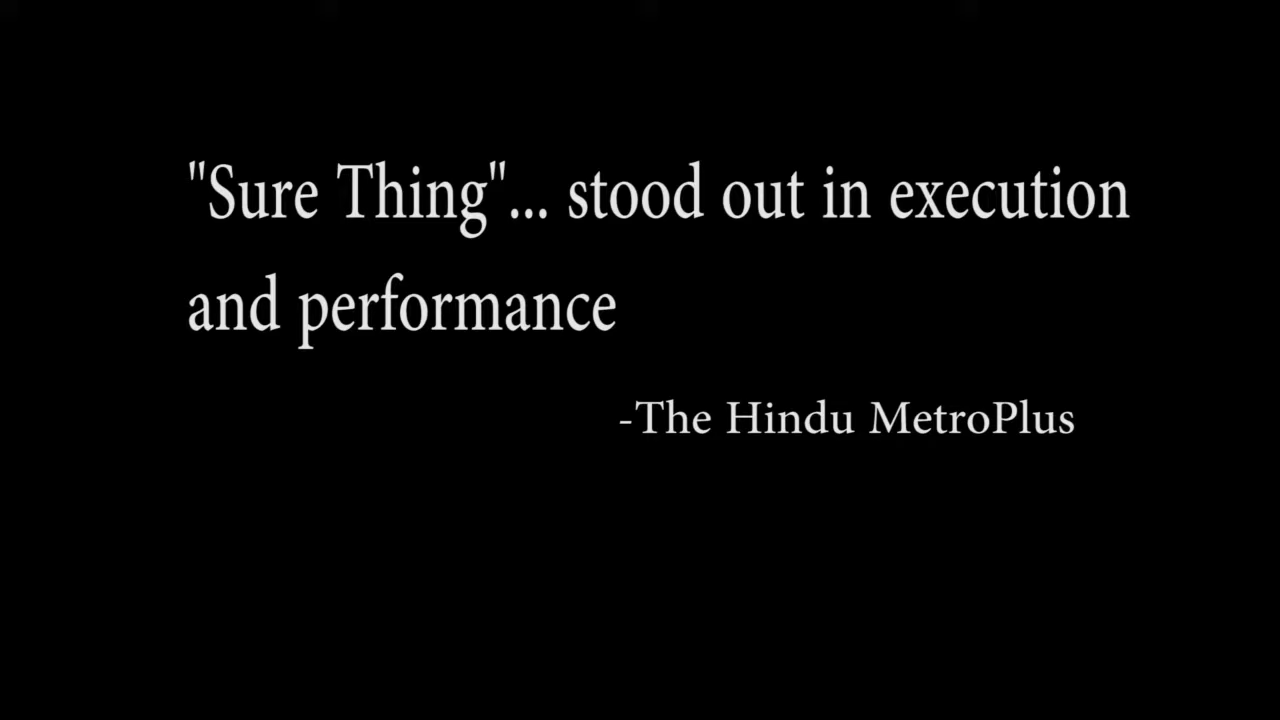 "Sure Thing"... stood out in execution
and performance
-The Hindu MetroPlus